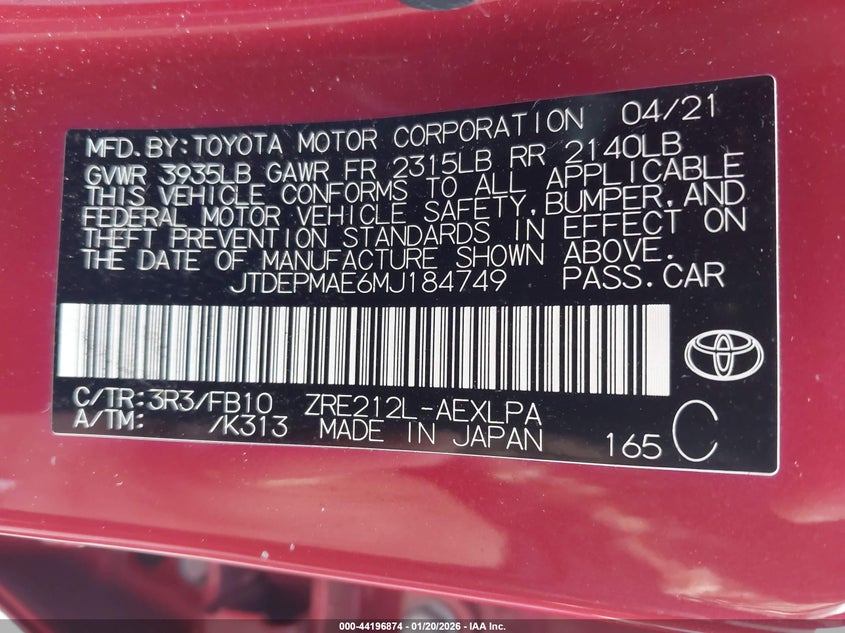 MFD. BY: TOYOTA MOTOR CORPORATION 04/21
GVWR 3935LB GAWR FR 2315LB RR 2140LB
THIS VEHICLE CONFORMS TO ALL APPLICABLE
FEDERAL MOTOR VEHICLE SAFETY, BUMPER, AND
THEFT PREVENTION STANDARDS IN EFFECT ON
THE DATE OF MANUFACTURE SHOWN ABOVE.
JTDEPMAE6MJ184749 PASS. CAR
C/TR: 3R3/FB10 ZRE212L-AEXLPA
A/TM: /K313 MADE IN JAPAN 165 C
000-44196874 - 01/20/2026 - IAA Inc.